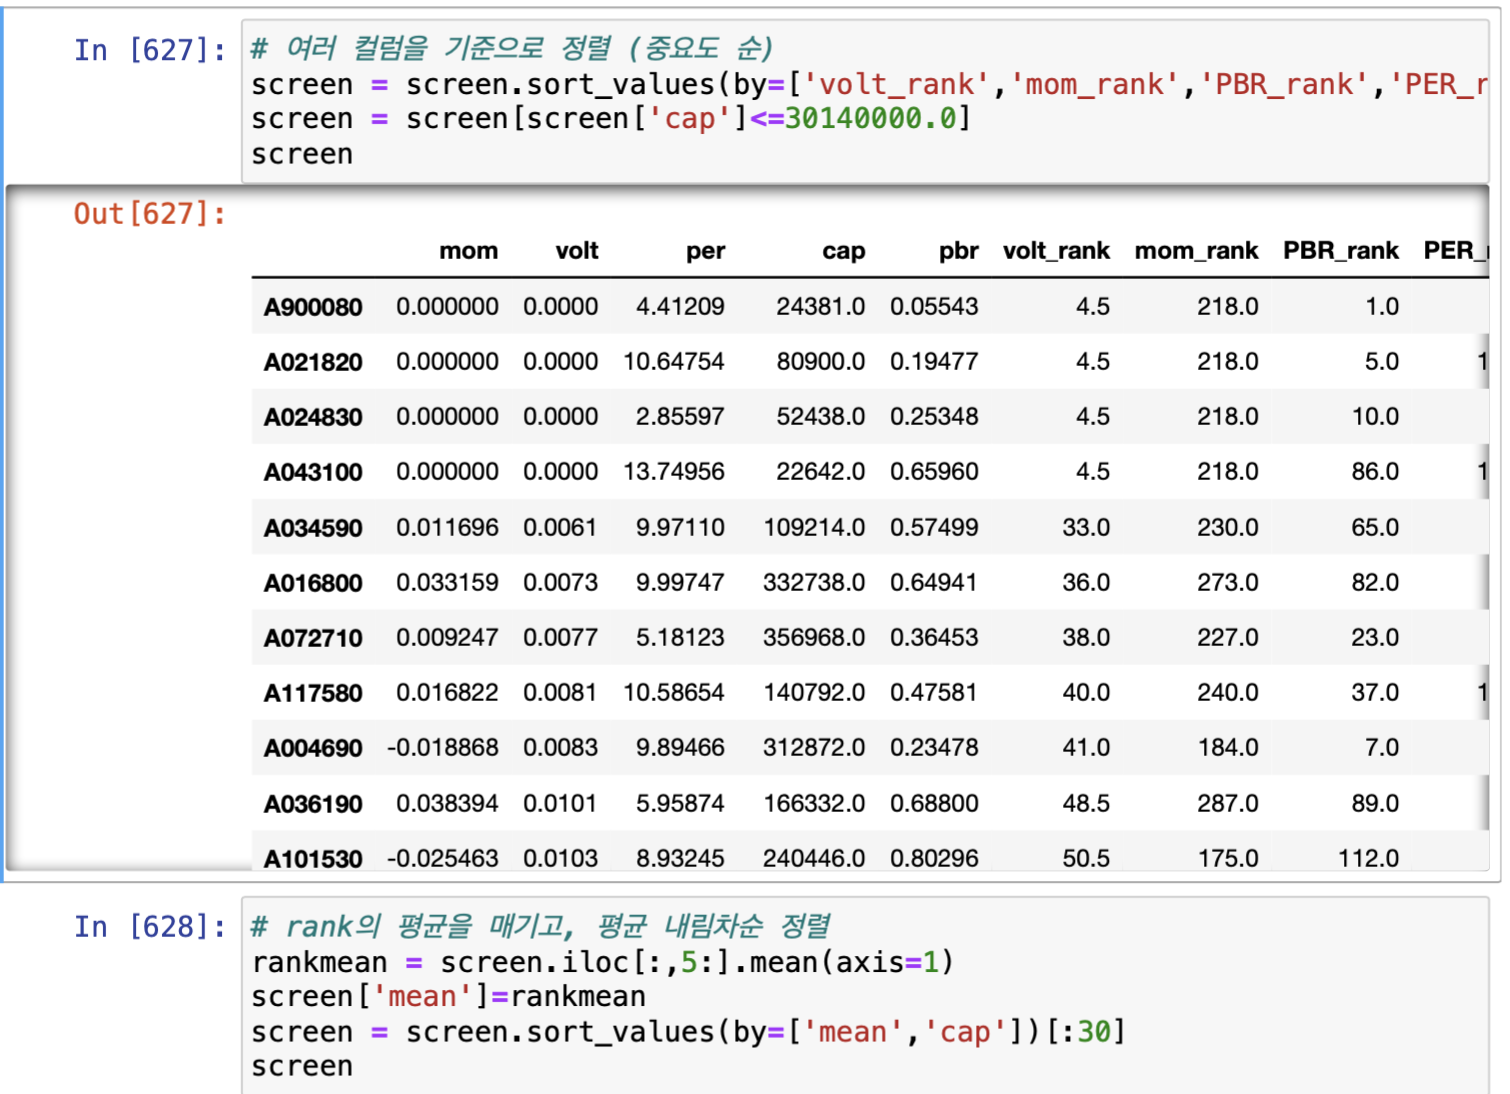 In [627]:
# 여러 컬럼을 기준으로 정렬 (중요도 순)
screen = screen.sort_values(by=['volt_rank','mom_rank','PBR_rank','PER_r
screen = screen[screen['cap']<=30140000.0]
screen
Out[627]:
mom volt per cap pbr volt_rank mom_rank PBR_rank PER_
A900080 0.000000 0.0000 4.41209 24381.0 0.05543 4.5 218.0 1.0
A021820 0.000000 0.0000 10.64754 80900.0 0.19477 4.5 218.0 5.0 1
A024830 0.000000 0.0000 2.85597 52438.0 0.25348 4.5 218.0 10.0
A043100 0.000000 0.0000 13.74956 22642.0 0.65960 4.5 218.0 86.0 1
A034590 0.011696 0.0061 9.97110 109214.0 0.57499 33.0 230.0 65.0
A016800 0.033159 0.0073 9.99747 332738.0 0.64941 36.0 273.0 82.0
A072710 0.009247 0.0077 5.18123 356968.0 0.36453 38.0 227.0 23.0
A117580 0.016822 0.0081 10.58654 140792.0 0.47581 40.0 240.0 37.0 1
A004690 -0.018868 0.0083 9.89466 312872.0 0.23478 41.0 184.0 7.0
A036190 0.038394 0.0101 5.95874 166332.0 0.68800 48.5 287.0 89.0
A101530 -0.025463 0.0103 8.93245 240446.0 0.80296 50.5 175.0 112.0
In [628]:
# rank의 평균을 매기고, 평균 내림차순 정렬
rankmean = screen.iloc[:,5:].mean(axis=1)
screen['mean']=rankmean
screen = screen.sort_values(by=['mean','cap'])[:30]
screen